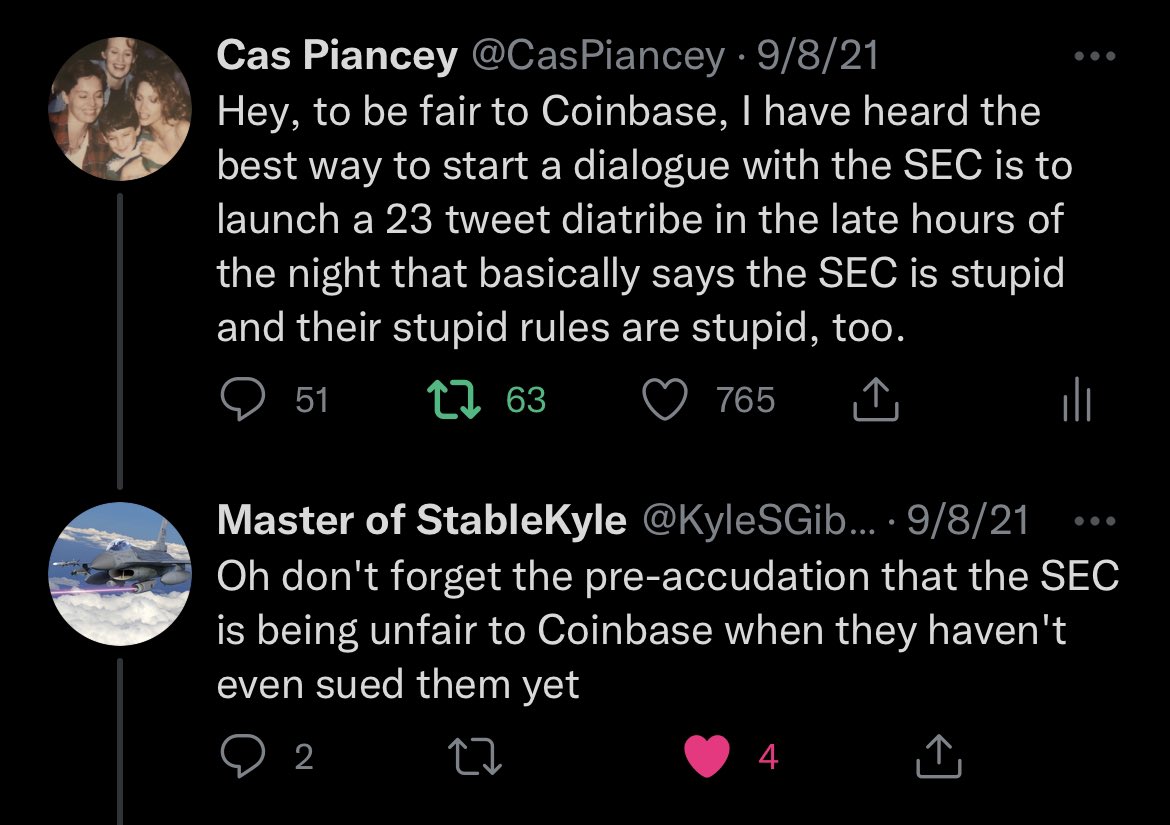 Cas Piancey @CasPiancey · 9/8/21
Hey, to be fair to Coinbase, I have heard the
best way to start a dialogue with the SEC is to
launch a 23 tweet diatribe in the late hours of
the night that basically says the SEC is stupid
and their stupid rules are stupid, too.
51 63 765
Master of StableKyle @KyleSGib... · 9/8/21
Oh don't forget the pre-accudation that the SEC
is being unfair to Coinbase when they haven't
even sued them yet
2 4